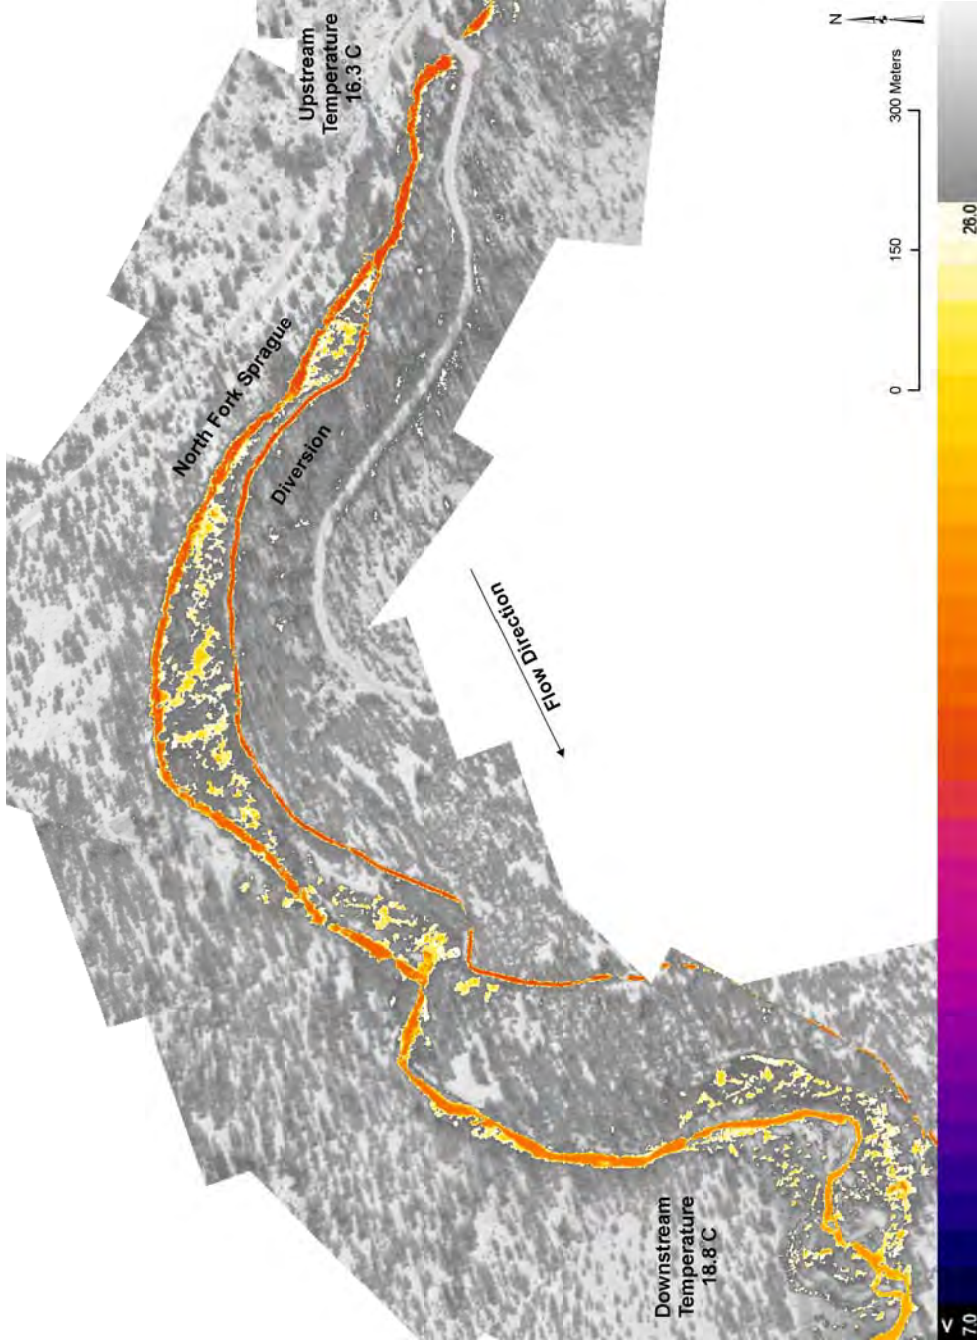 Upstream
Temperature
16.3 C
North Fork Sprague
Diversion
Flow Direction
Downstream
Temperature
18.8 C
N
0
150
300 Meters
< 7.0
26.0